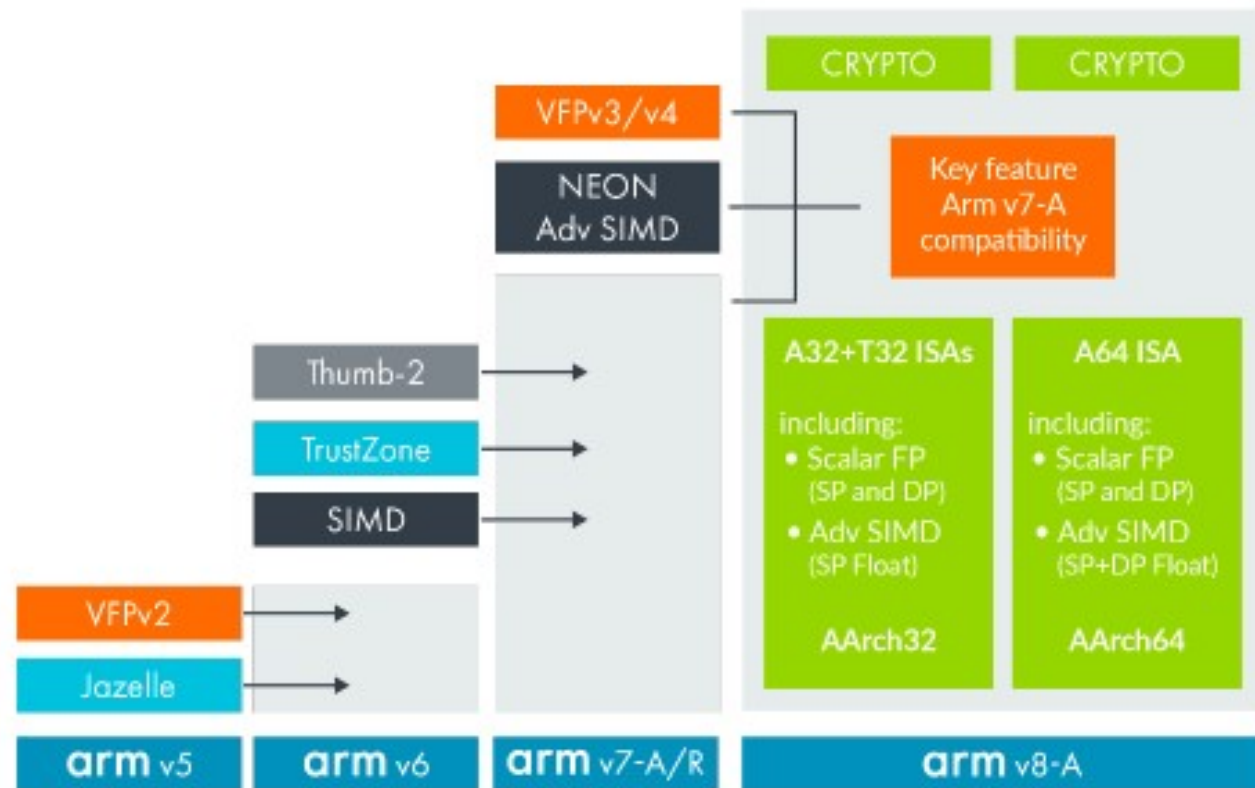 CRYPTO
CRYPTO
VFPv3/v4
NEON
Adv SIMD
Key feature
Arm v7-A
compatibility
Thumb-2
TrustZone
SIMD
A32+T32 ISAs
including:
• Scalar FP
(SP and DP)
• Adv SIMD
(SP Float)
AArch32
A64 ISA
including:
• Scalar FP
(SP and DP)
• Adv SIMD
(SP+DP Float)
AArch64
VFPv2
Jazelle
arm v5
arm v6
arm v7-A/R
arm v8-A